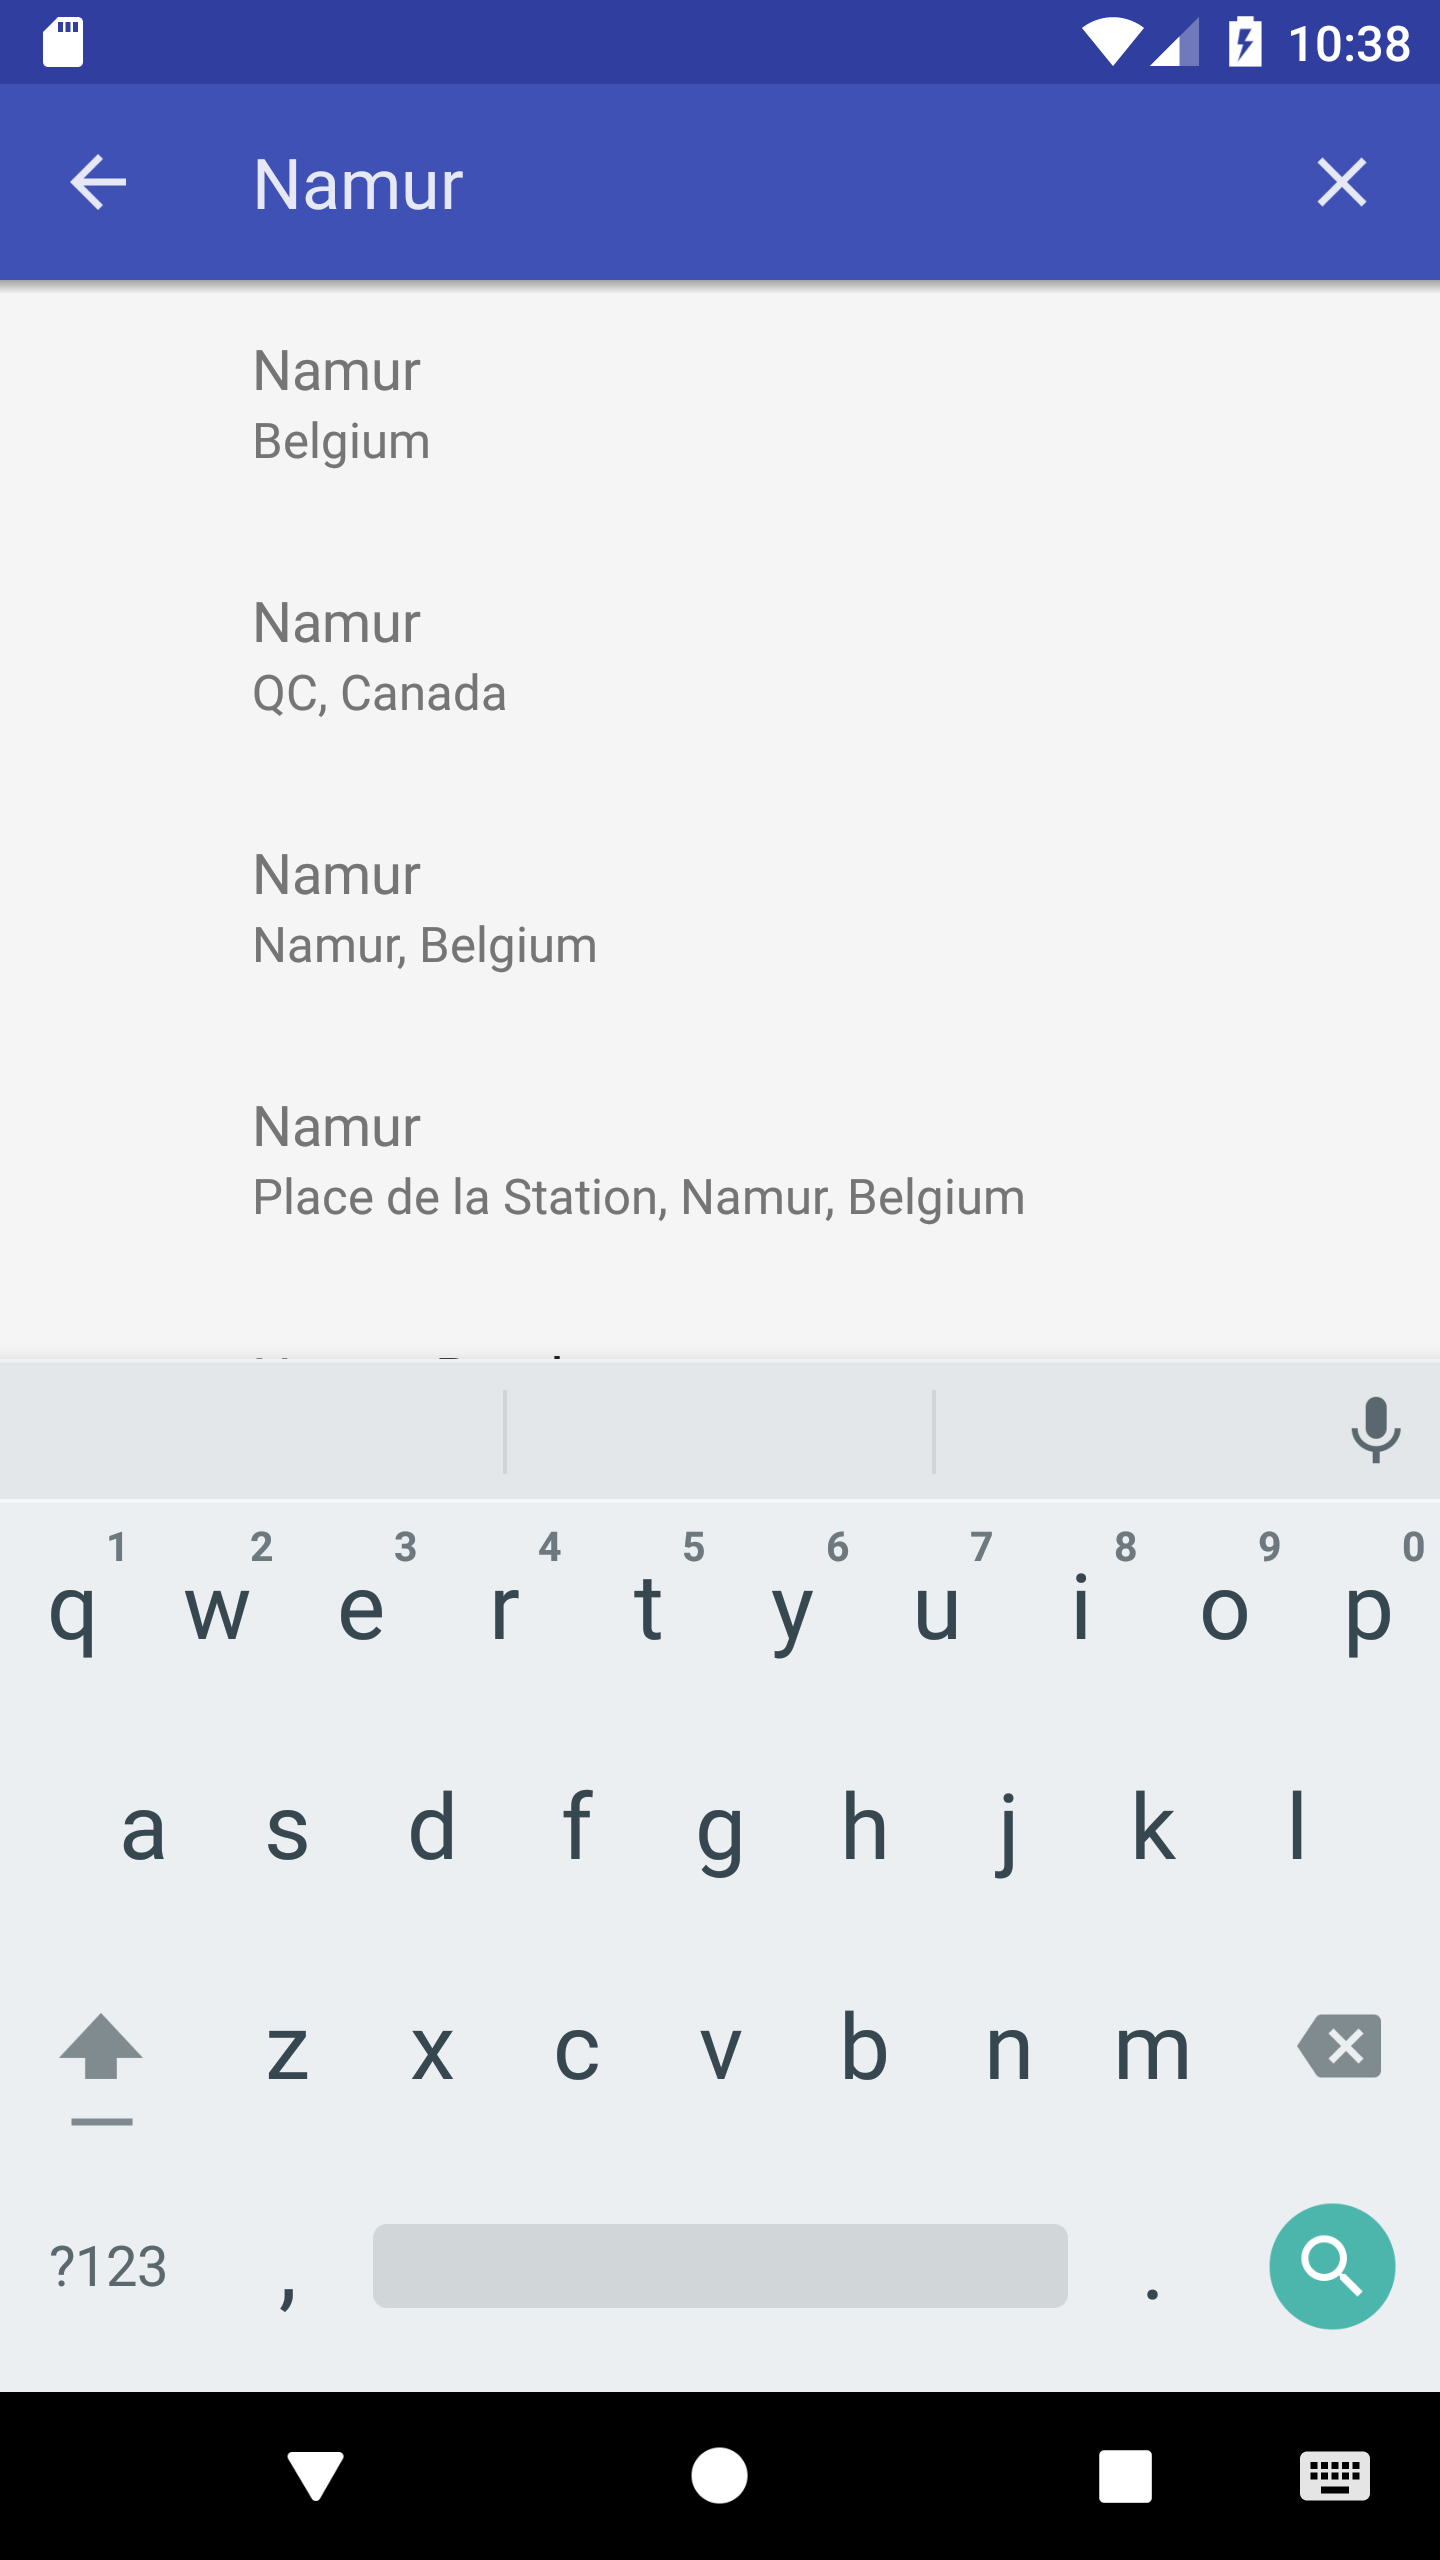 10:38
Namur
Namur
Belgium
Namur
QC, Canada
Namur
Namur, Belgium
Namur
Place de la Station, Namur, Belgium
1 2 3 4 5 6 7 8 9 0
q w e r t y u i o p
a s d f g h j k l
z x c v b n m
?123 , .